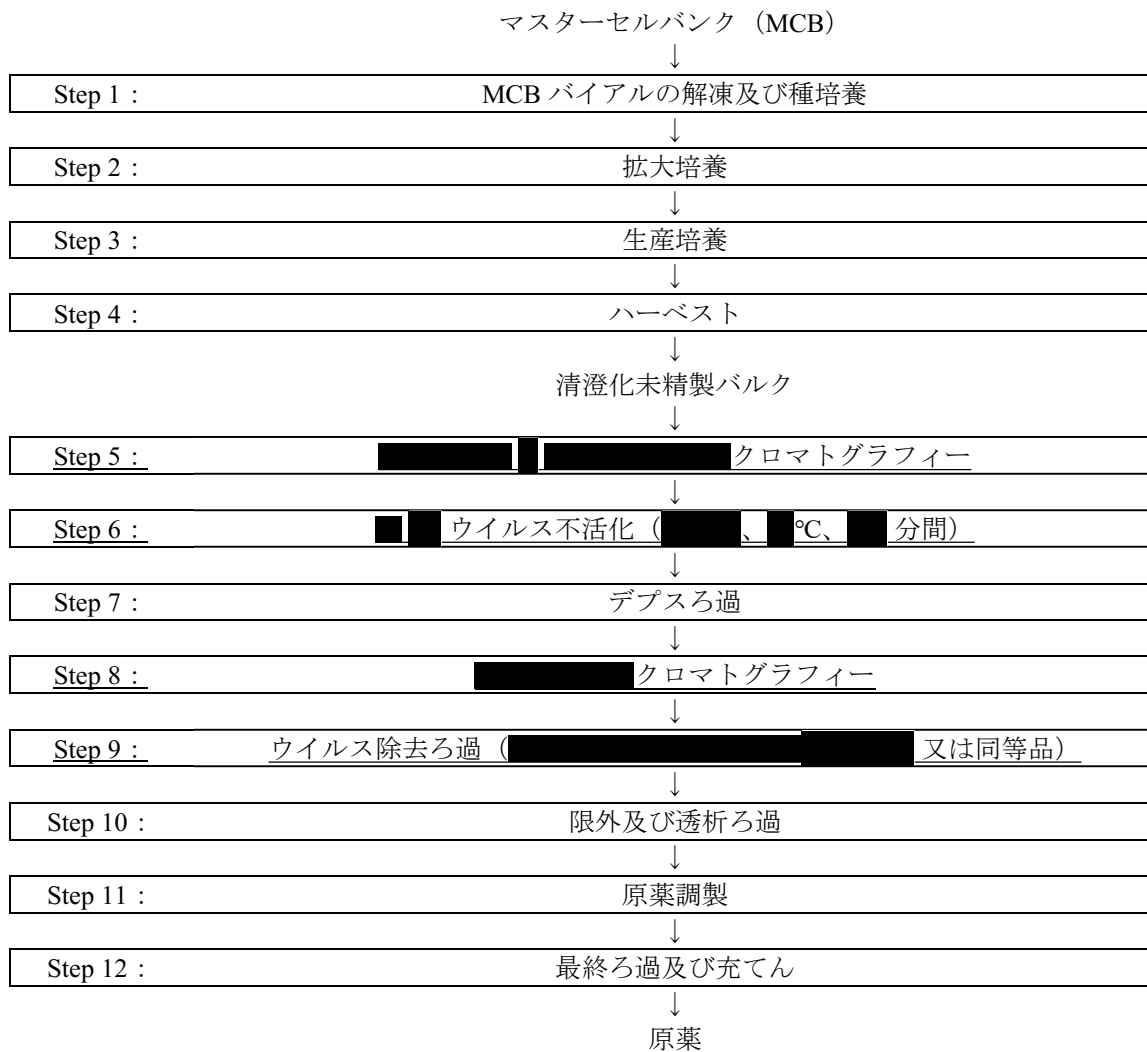 マスターセルバンク（MCB）
↓
Step 1： MCB バイアルの解凍及び種培養
↓
Step 2： 拡大培養
↓
Step 3： 生産培養
↓
Step 4： ハーベスト
↓
清澄化未精製バルク
↓
Step 5： クロマトグラフィー
↓
Step 6： ウイルス不活化（、℃、分間）
↓
Step 7： デプスろ過
↓
Step 8： クロマトグラフィー
↓
Step 9： ウイルス除去ろ過（又は同等品）
↓
Step 10： 限外及び透析ろ過
↓
Step 11： 原薬調製
↓
Step 12： 最終ろ過及び充てん
↓
原薬